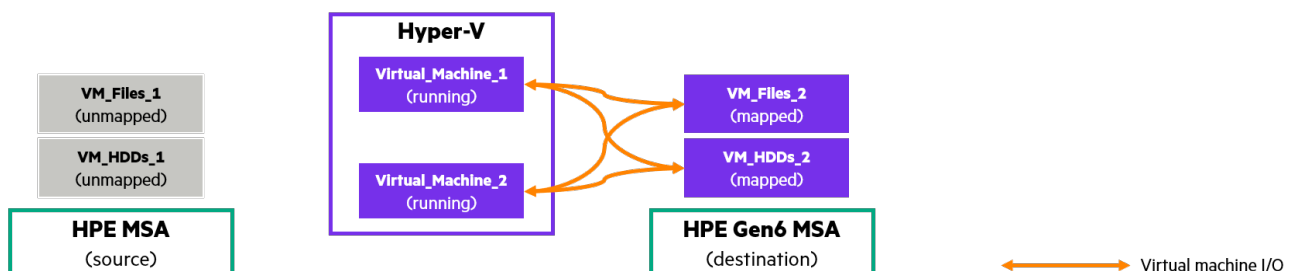 Hyper-V
VM_Files_1
(unmapped)
VM_HDDs_1
(unmapped)
HPE MSA
(source)
Virtual_Machine_1
(running)
Virtual_Machine_2
(running)
VM_Files_2
(mapped)
VM_HDDs_2
(mapped)
HPE Gen6 MSA
(destination)
Virtual machine I/O